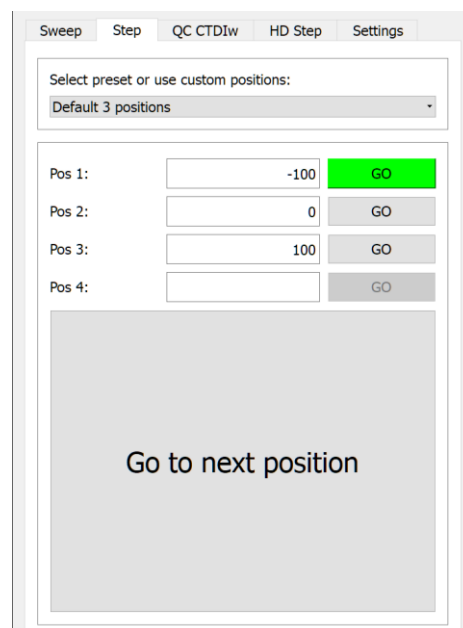 Sweep Step QC CTDIw HD Step Settings
Select preset or use custom positions:
Default 3 positions
Pos 1: -100 GO
Pos 2: 0 GO
Pos 3: 100 GO
Pos 4: GO
Go to next position